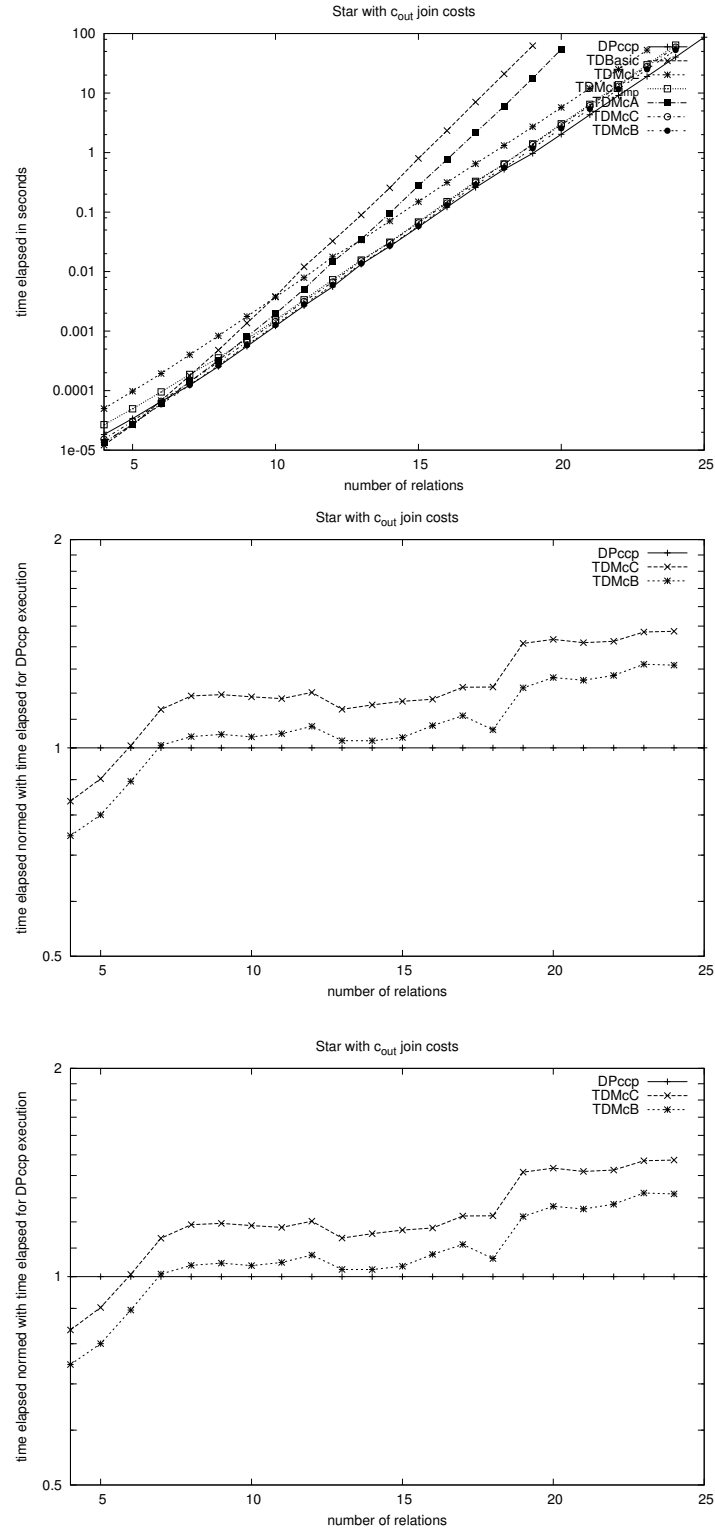 Star with c_out join costs
100
10
1
0.1
0.01
0.001
0.0001
1e-05
5
10
15
20
25
time elapsed in seconds
number of relations
DPccp
TDBasic
TDMcL
TDMcA
TDMcC
TDMcB
Star with c_out join costs
2
1
0.5
5
10
15
20
25
time elapsed normed with time elapsed for DPccp execution
number of relations
DPccp
TDMcC
TDMcB
Star with c_out join costs
2
1
0.5
5
10
15
20
25
time elapsed normed with time elapsed for DPccp execution
number of relations
DPccp
TDMcC
TDMcB